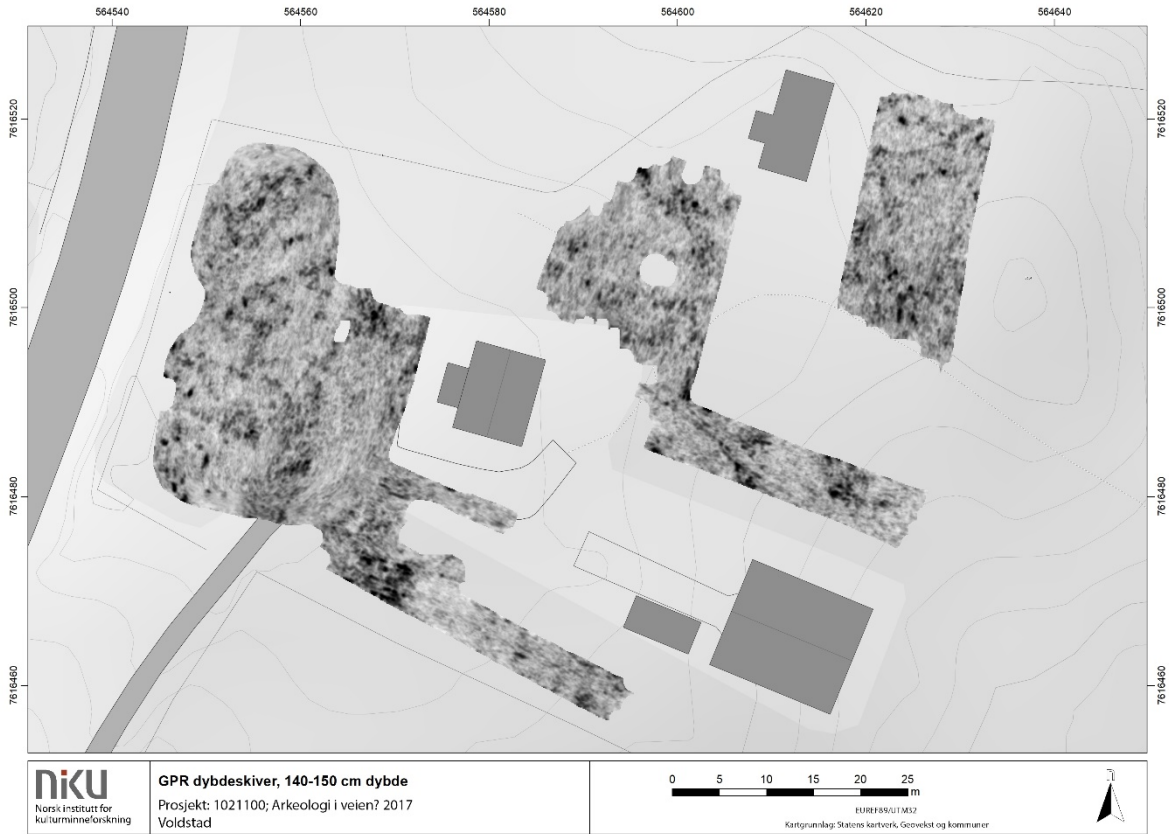 564540 564560 564580 564600 564620 564640
7616520 7616520
7616500 7616500
7616480 7616480
7616460 7616460
niku
Norsk institutt for
kulturminneforskning
GPR dybdeskiver, 140-150 cm dybde
Prosjekt: 1021100; Arkeologi i veien? 2017
Voldstad
0 5 10 15 20 25
m
EUREF89/UTM32
Kartgrunnlag: Statens kartverk, Geovekst og kommuner